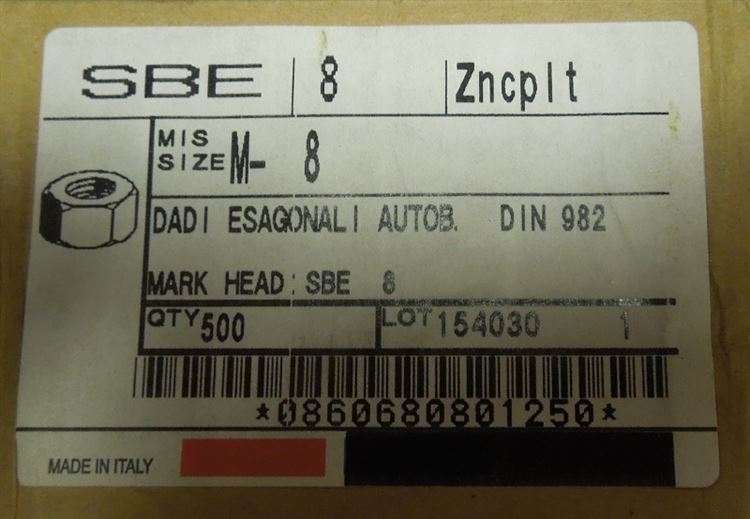 SBE 8 Zncplt
MIS
SIZE M- 8
DADI ESAGONALI AUTOB. DIN 982
MARK HEAD: SBE 8
QTY 500 LOT 154030 1
*0860680801250*
MADE IN ITALY